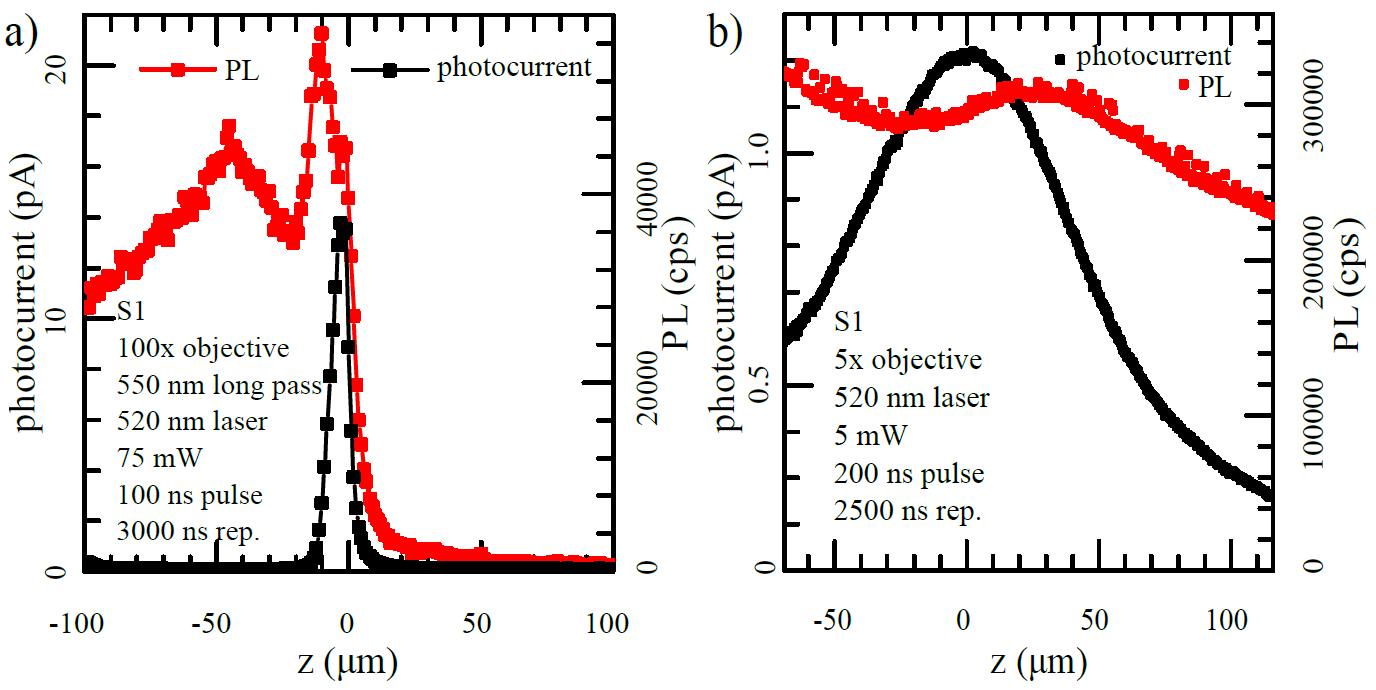 a)
PL
photocurrent
20
10
0
photocurrent (pA)
S1
100x objective
550 nm long pass
520 nm laser
75 mW
100 ns pulse
3000 ns rep.
40000
20000
0
PL (cps)
-100 -50 0 50 100
z (μm)
b)
photocurrent
PL
1.0
0.5
0
photocurrent (pA)
S1
5x objective
520 nm laser
5 mW
200 ns pulse
2500 ns rep.
300000
200000
100000
0
PL (cps)
-50 0 50 100
z (μm)